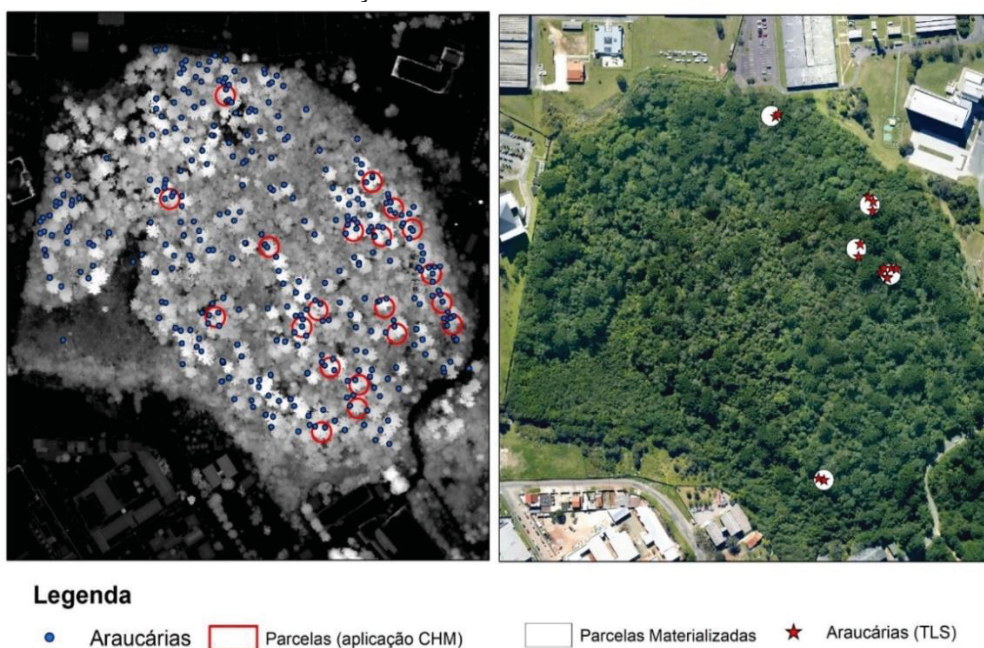 Legenda
Araucárias
Parcelas (aplicação CHM)
Parcelas Materializadas
Araucárias (TLS)